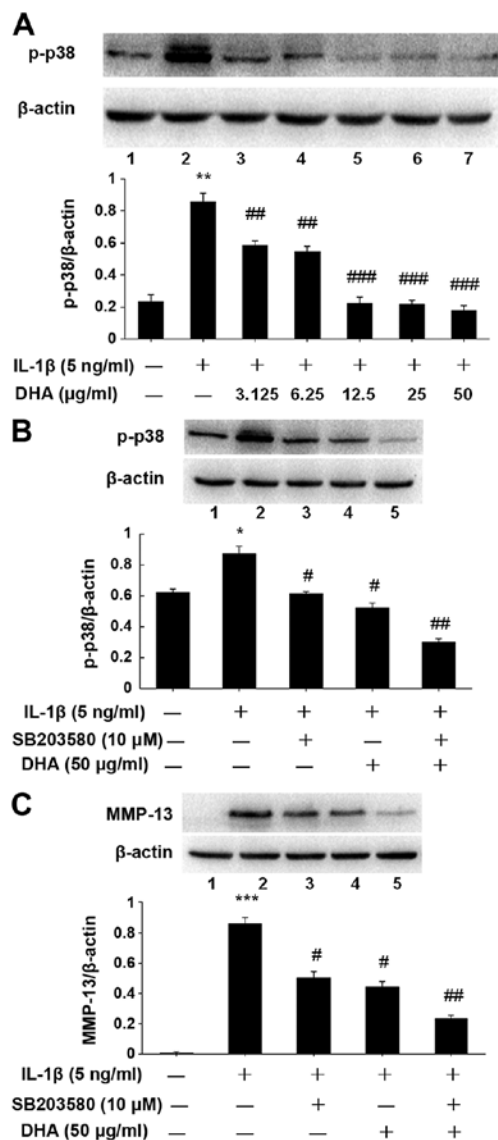 A
p-p38
β-actin
1 2 3 4 5 6 7
p-p38/β-actin
1
0.8
0.6
0.4
0.2
0
** ## ## ### ### ###
IL-1β (5 ng/ml) — + + + + + +
DHA (µg/ml) — — 3.125 6.25 12.5 25 50
B
p-p38
β-actin
1 2 3 4 5
p-p38/β-actin
1
0.8
0.6
0.4
0.2
0
* # # ##
IL-1β (5 ng/ml) — + + + +
SB203580 (10 µM) — — + — +
DHA (50 µg/ml) — — — + +
C
MMP-13
β-actin
1 2 3 4 5
MMP-13/β-actin
1
0.8
0.6
0.4
0.2
0
*** # # ##
IL-1β (5 ng/ml) — + + + +
SB203580 (10 µM) — — + — +
DHA (50 µg/ml) — — — + +